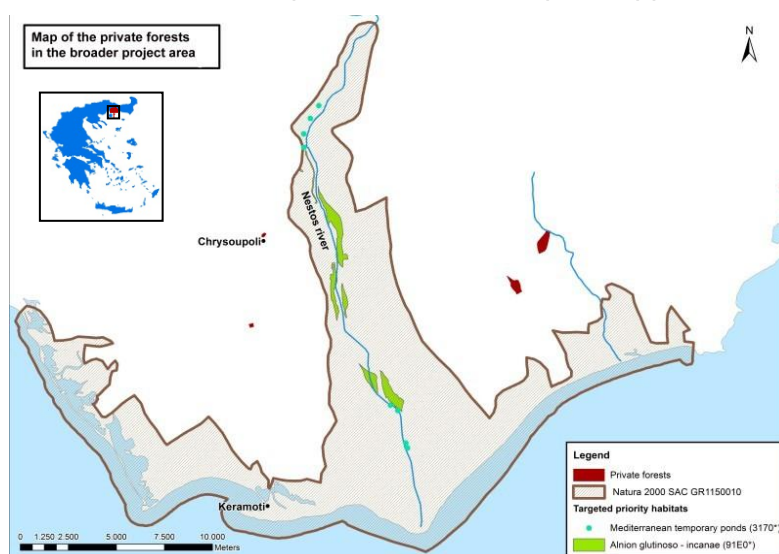 Map of the private forests
in the broader project area
N
Nestos river
Chrysoupoli
Keramoti
0 1.250 2.500 5.000 7.500 10.000
Meters
Legend
Private forests
Natura 2000 SAC GR1150010
Targeted priority habitats
Mediterranean temporary ponds (3170*)
Alnion glutinoso - incanae (91E0*)